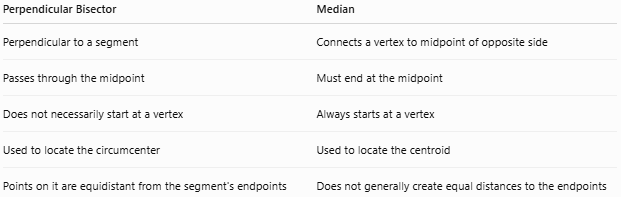 Perpendicular Bisector Median
Perpendicular to a segment Connects a vertex to midpoint of opposite side
Passes through the midpoint Must end at the midpoint
Does not necessarily start at a vertex Always starts at a vertex
Used to locate the circumcenter Used to locate the centroid
Points on it are equidistant from the segment's endpoints Does not generally create equal distances to the endpoints